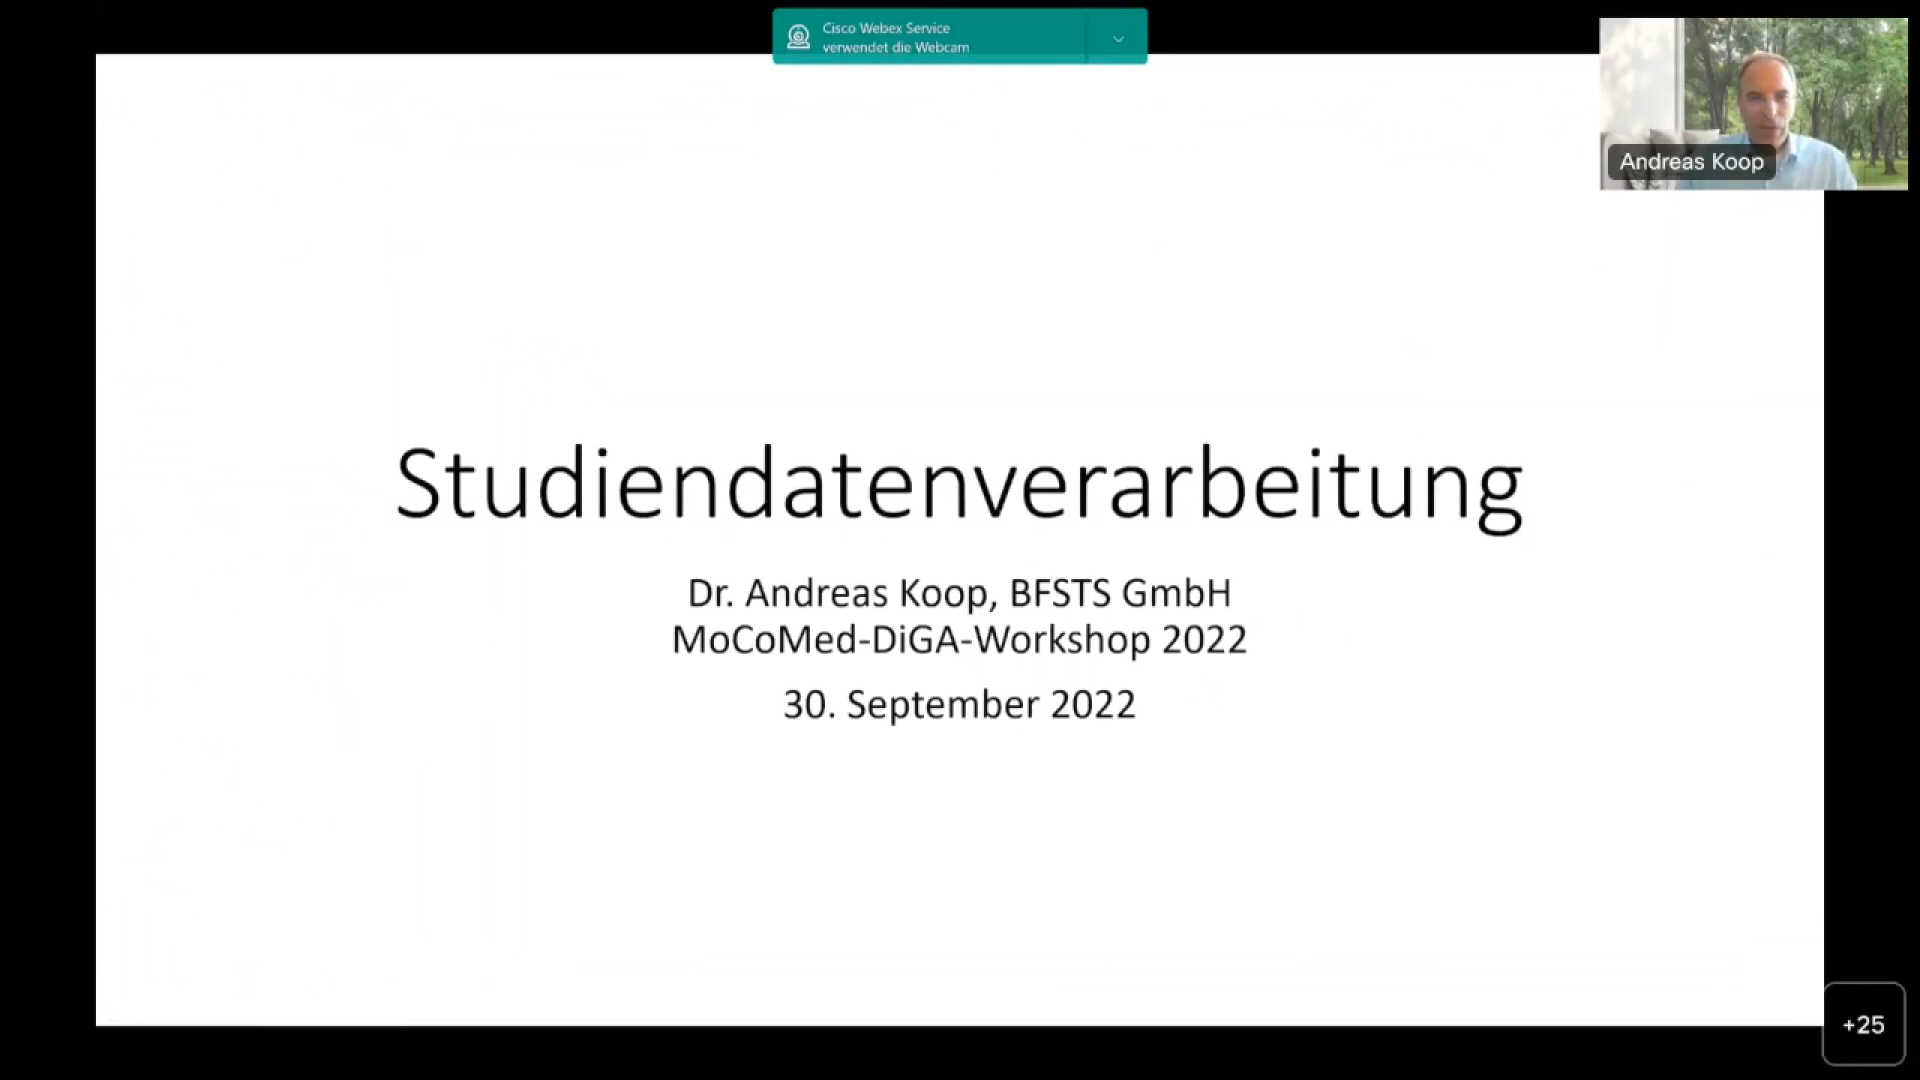 Cisco Webex Service
verwendet die Webcam
Andreas Koop
Studiendatenverarbeitung
Dr. Andreas Koop, BFSTS GmbH
MoCoMed-DiGA-Workshop 2022
30. September 2022
+25